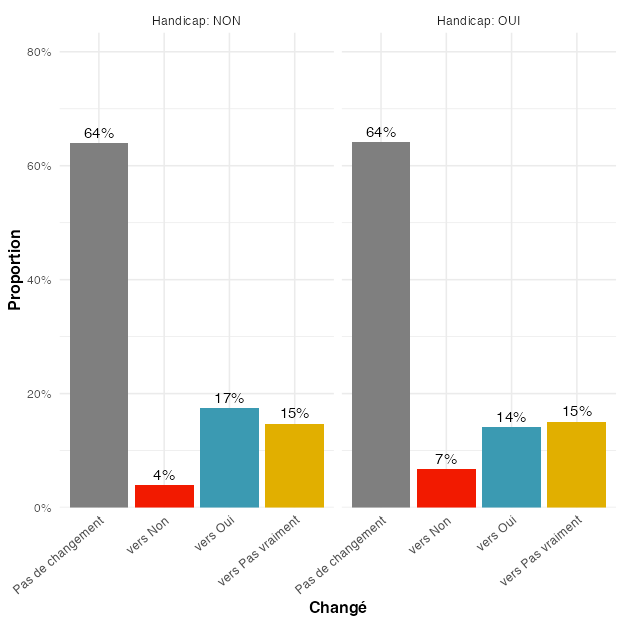 Handicap: NON
Handicap: OUI
80%
60%
40%
20%
0%
Proportion
64%
4%
17%
15%
64%
7%
14%
15%
Pas de changement
vers Non
vers Oui
vers Pas vraiment
Pas de changement
vers Non
vers Oui
vers Pas vraiment
Changé